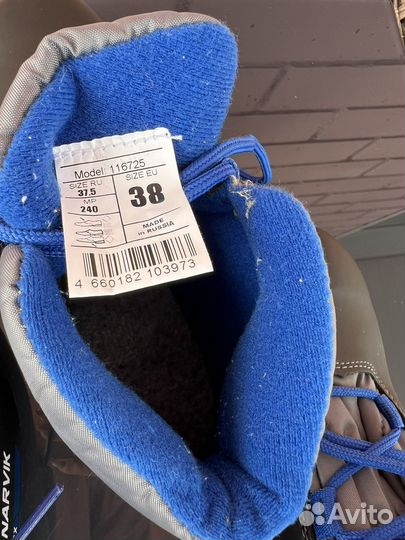 Model 116725
SIZE RU
37.5
MP
240
SIZE EU
38
MADE
in RUSSIA
4 660182 103973
NARVIK
Avito